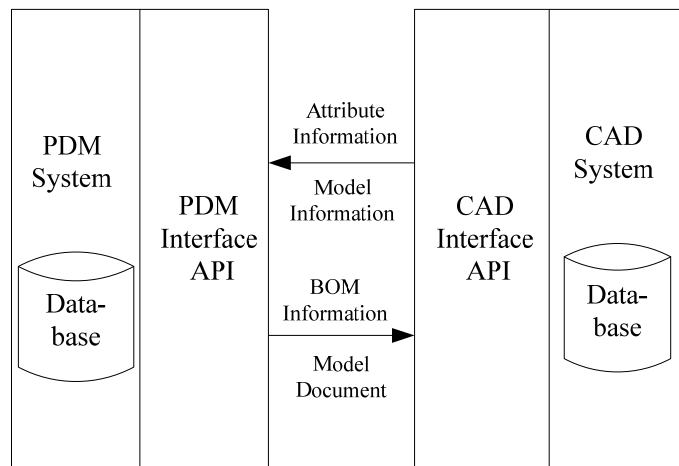 PDM
System
Data-
base
PDM
Interface
API
Attribute
Information
Model
Information
BOM
Information
Model
Document
CAD
Interface
API
CAD
System
Data-
base